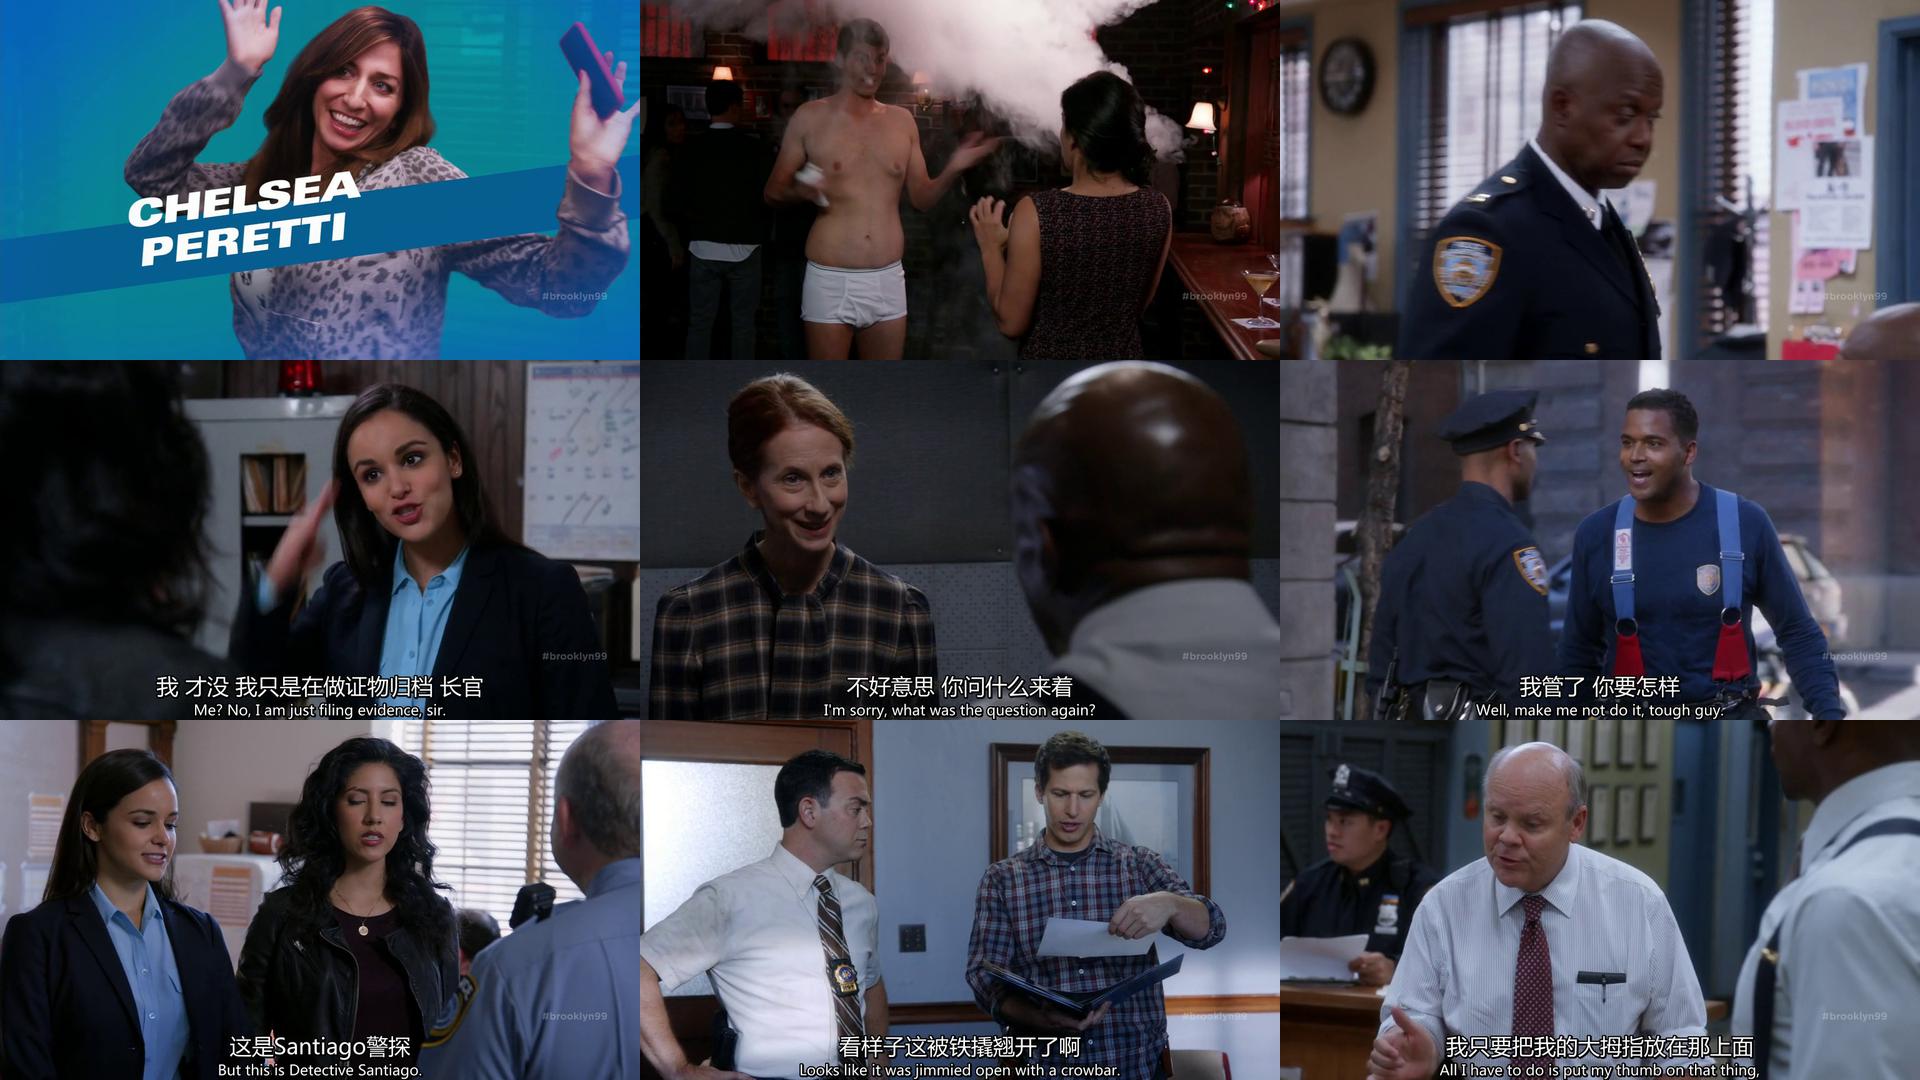 CHELSEA
PERETTI
#brooklyn99
#brooklyn99
#brooklyn99
#brooklyn99
我 才没 我只是在做证物归档 长官
Me? No, I am just filing evidence, sir.
#brooklyn99
不好意思 你问什么来着
I'm sorry, what was the question again?
#brooklyn99
我管了 你要怎样
Well, make me not do it, tough guy.
#brooklyn99
这是Santiago警探
But this is Detective Santiago.
#brooklyn99
看样子这被铁撬翘开了啊
Looks like it was jimmied open with a crowbar.
#brooklyn99
我只要把我的大拇指放在那上面
All I have to do is put my thumb on that thing,